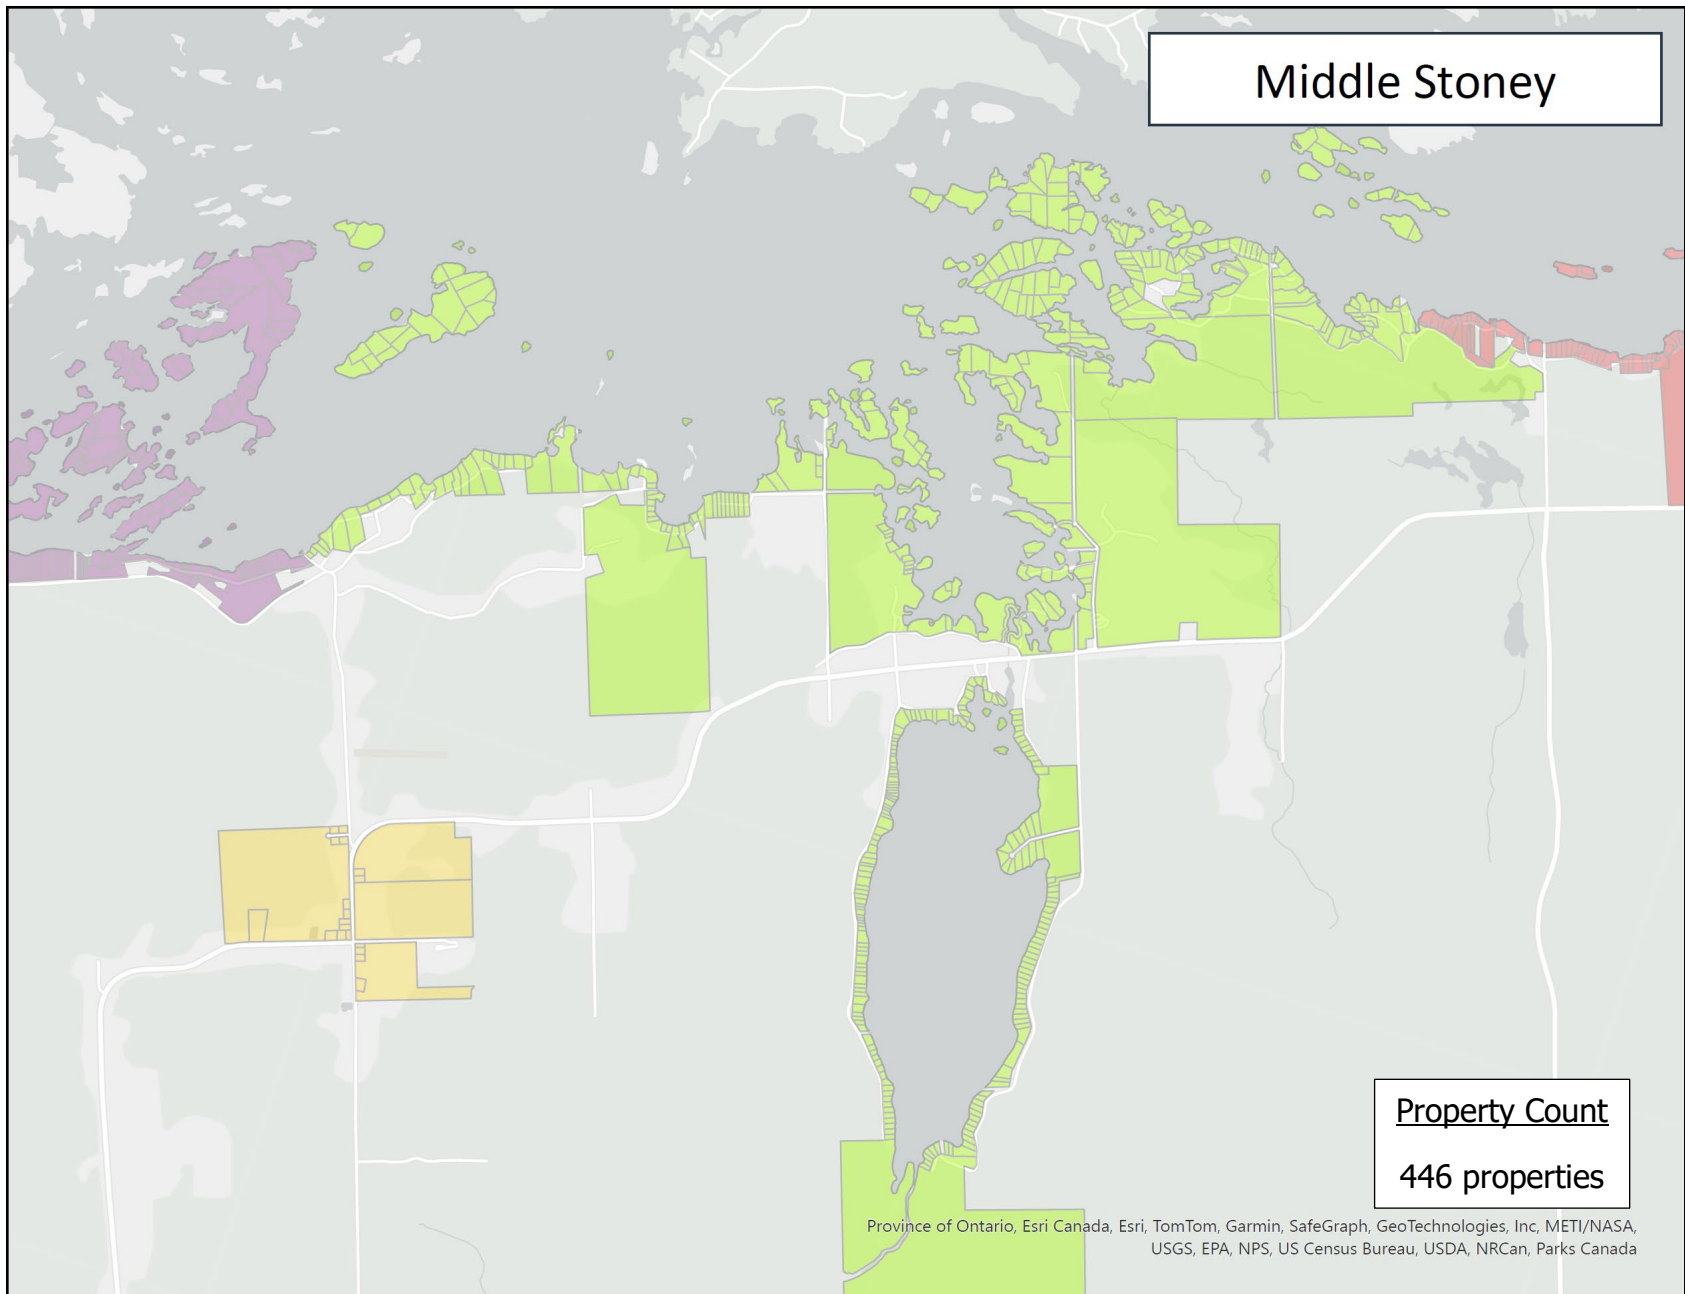 Middle Stoney
Property Count
446 properties
Province of Ontario, Esri Canada, Esri, TomTom, Garmin, SafeGraph, GeoTechnologies, Inc, METI/NASA,
USGS, EPA, NPS, US Census Bureau, USDA, NRCan, Parks Canada